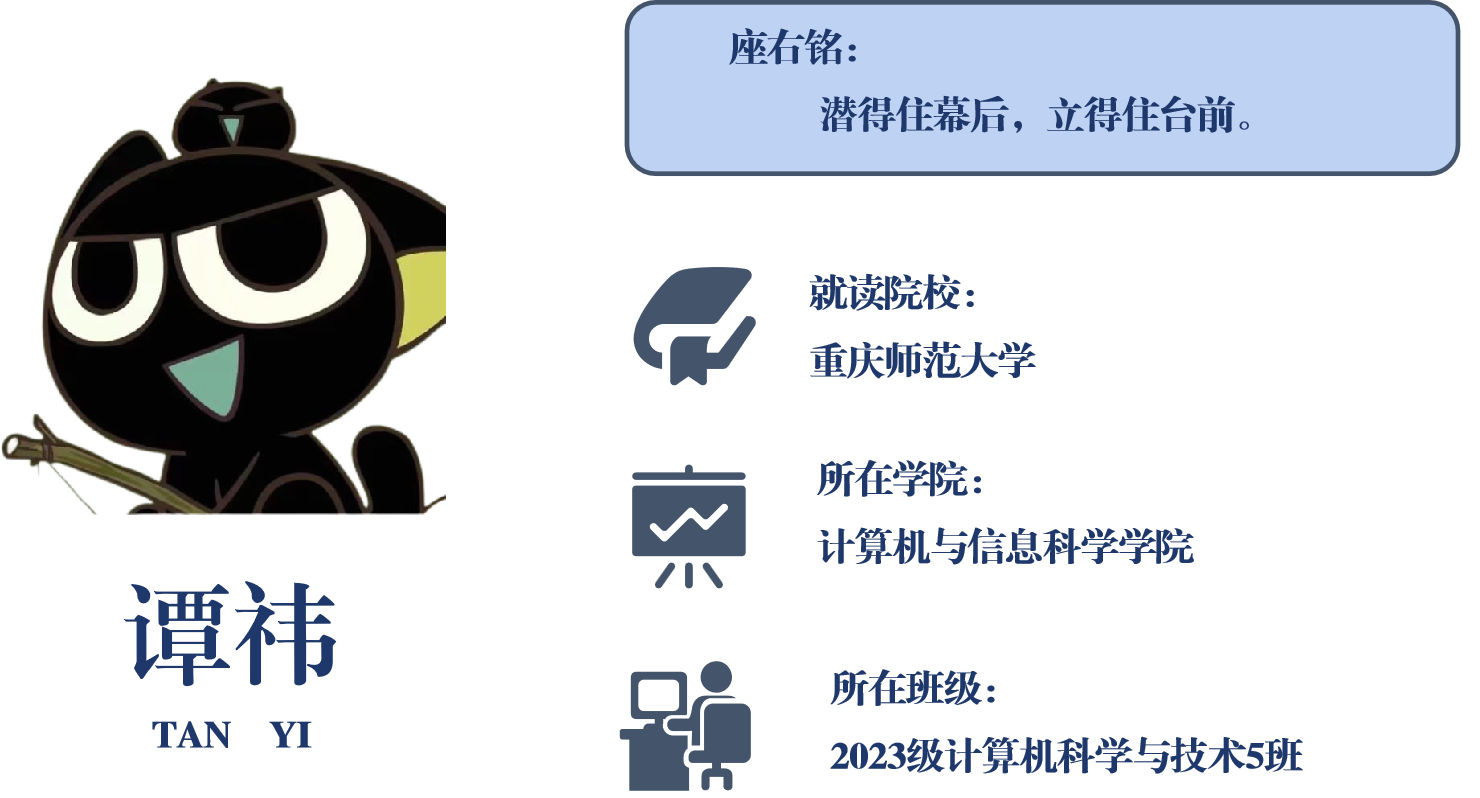 座右铭：
潜得住幕后，立得住台前。
就读院校：
重庆师范大学
所在学院：
计算机与信息科学学院
谭祎
TAN YI
所在班级：
2023级计算机科学与技术5班